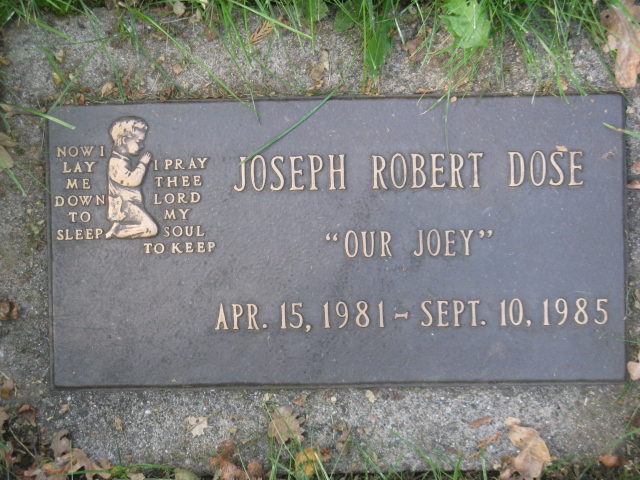 NOW I
LAY
ME
DOWN
TO
SLEEP
I PRAY
THEE
LORD
MY
SOUL
TO KEEP
JOSEPH ROBERT DOSE
"OUR JOEY"
APR. 15, 1981 - SEPT. 10, 1985